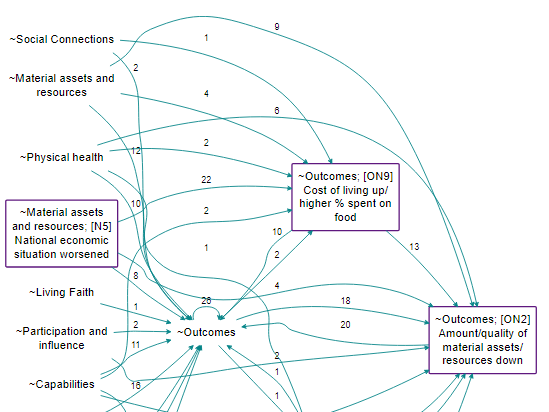 9
~Social Connections
1
2
~Material assets and
resources
4
6
12
2
~Physical health
22
~Outcomes; [ON9]
Cost of living up/
higher % spent on
food
10
2
~Material assets
and resources; [N5]
National economic
situation worsened
10
13
1
2
8
4
~Living Faith
26
18
1
~Outcomes; [ON2]
Amount/quality of
material assets/
resources down
2
20
~Outcomes
~Participation and
influence
11
2
1
~Capabilities
16
1